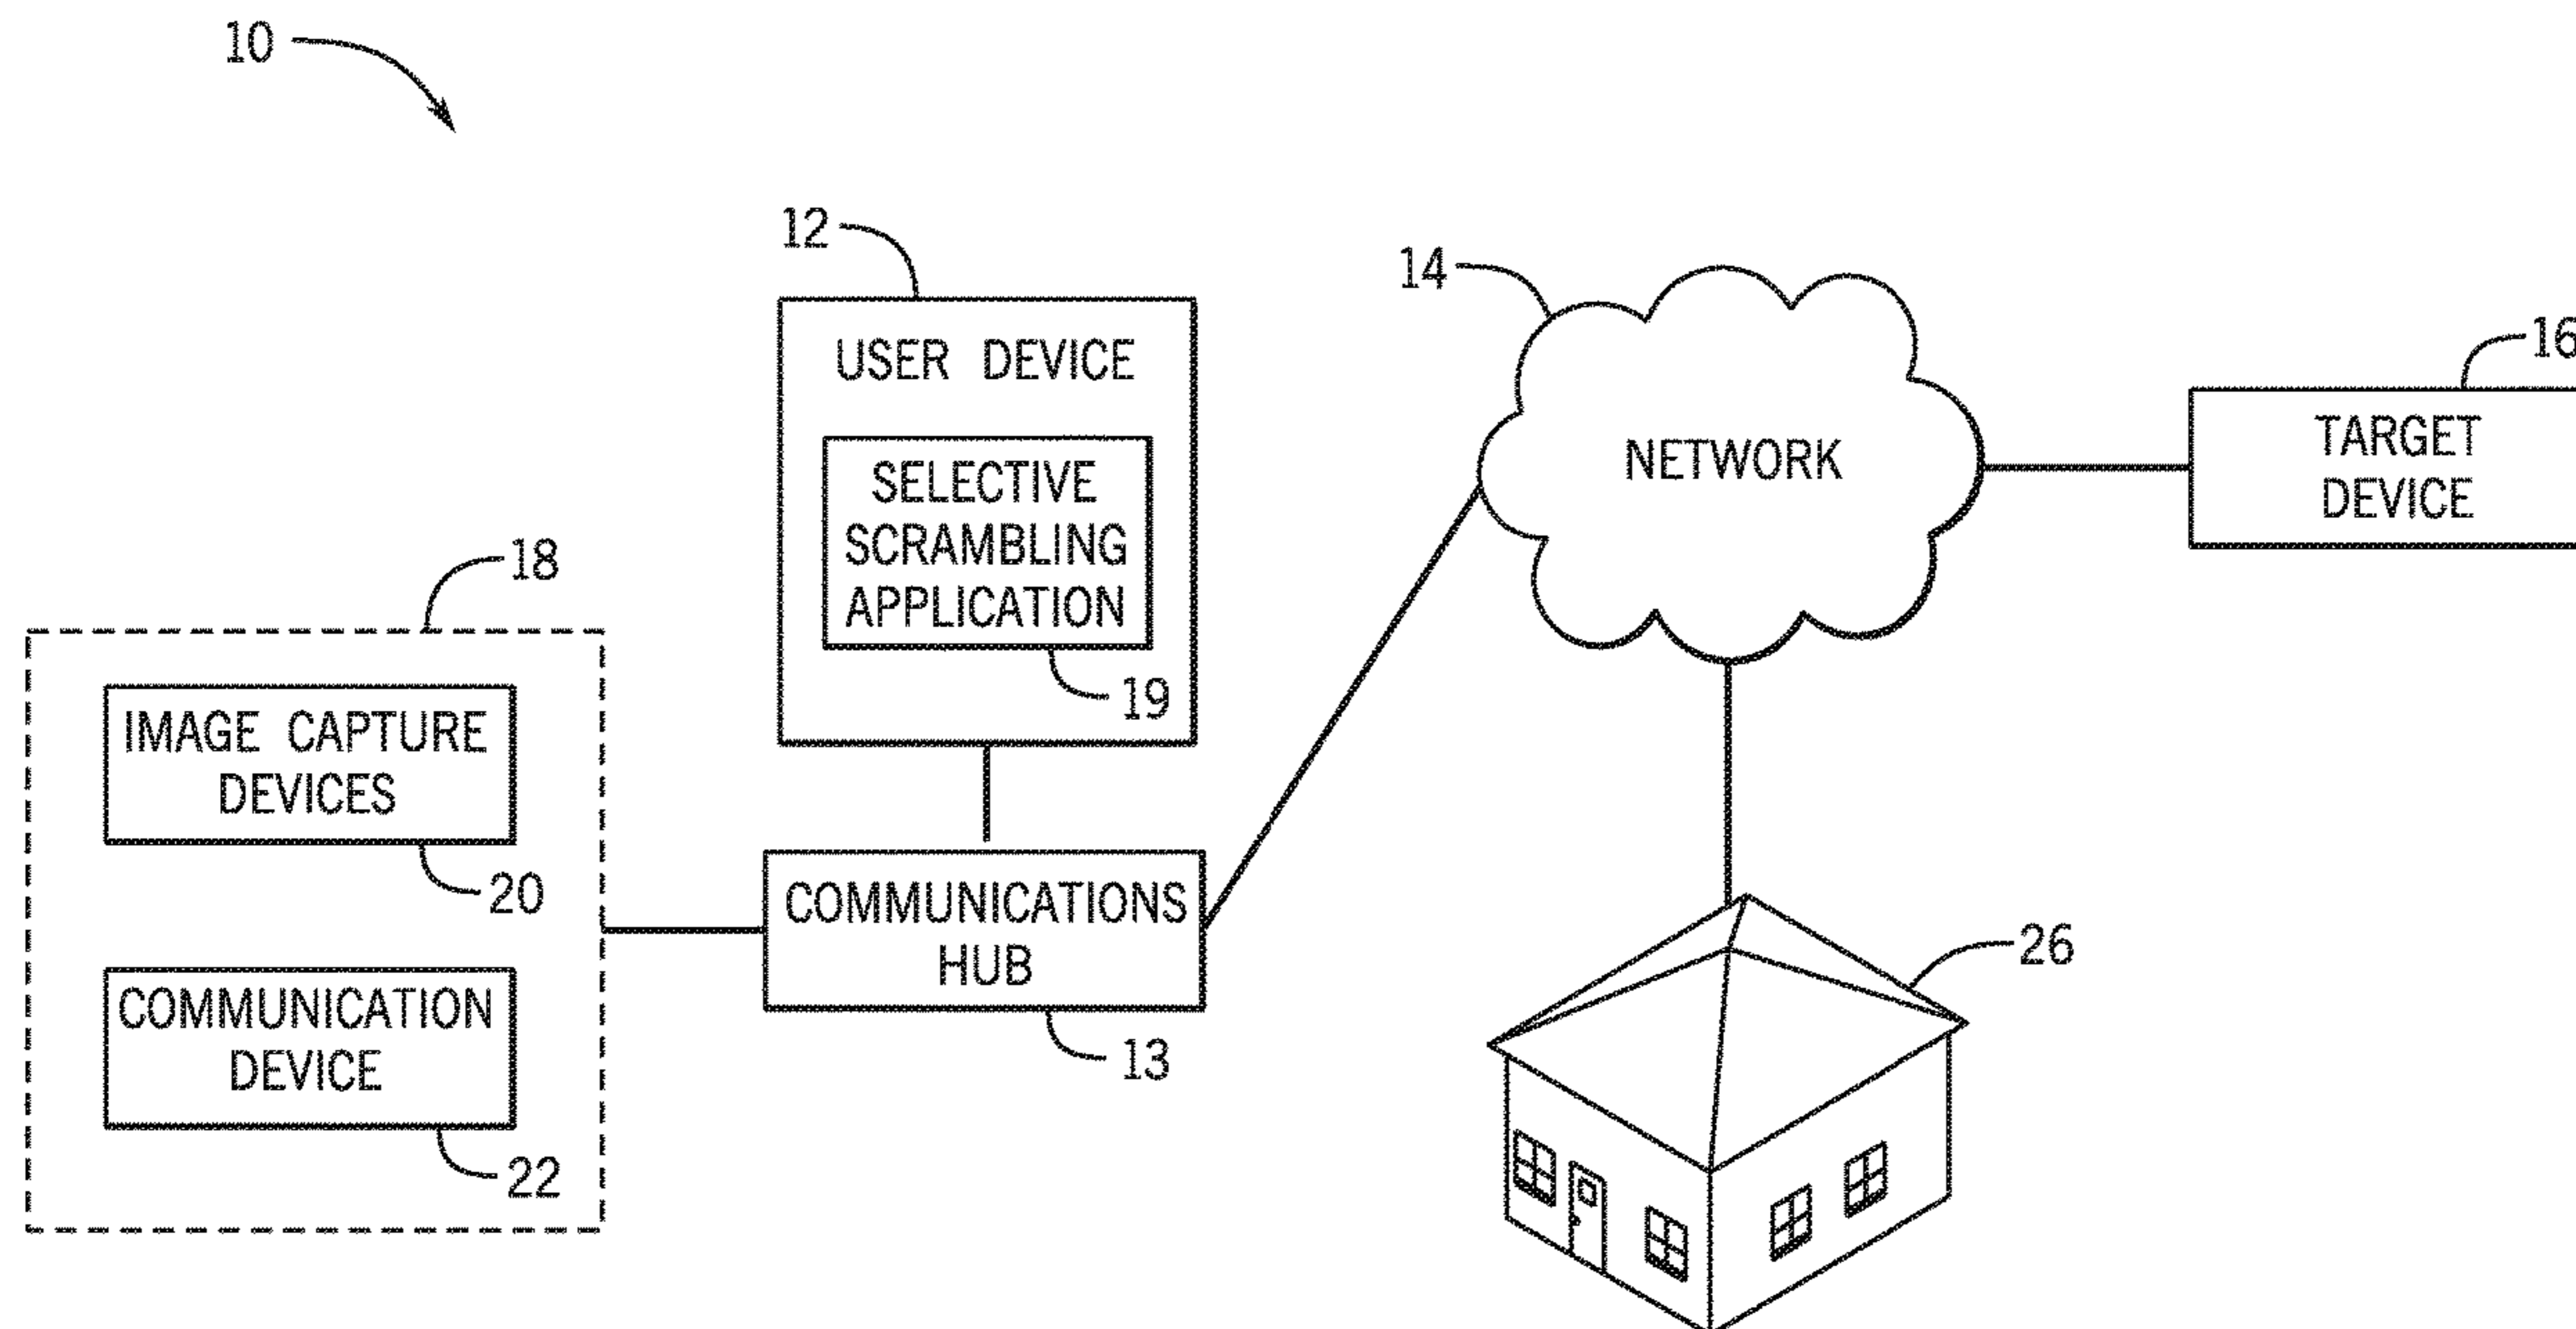 10
12
USER DEVICE
SELECTIVE
SCRAMBLING
APPLICATION
19
14
NETWORK
16
TARGET
DEVICE
18
IMAGE CAPTURE
DEVICES
20
COMMUNICATION
DEVICE
22
COMMUNICATIONS
HUB
13
26